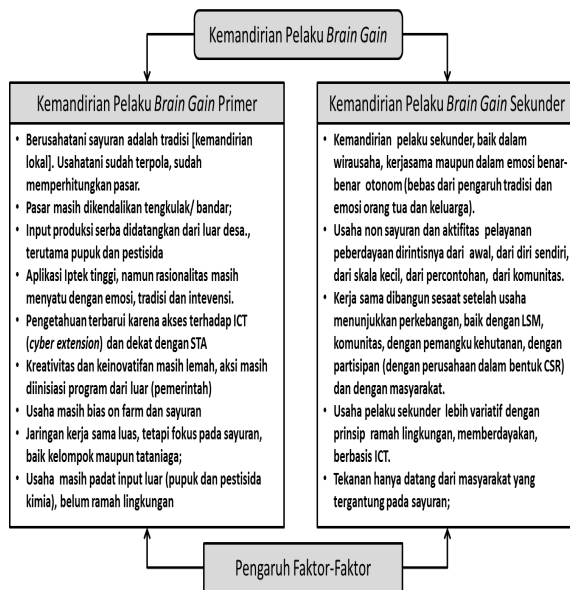 Kemandirian Pelaku Brain Gain
Kemandirian Pelaku Brain Gain Primer
• Berusahatani sayuran adalah tradisi [kemandirian
lokal]. Usahatani sudah terpola, sudah
memperhitungkan pasar.
• Pasar masih dikendalikan tengkulak/ bandar;
• Input produksi serba didatangkan dari luar desa.,
terutama pupuk dan pestisida
• Aplikasi Iptek tinggi, namun rasionalitas masih
menyatu dengan emosi, tradisi dan intevensi.
• Pengetahuan terbarui karena akses terhadap ICT
(cyber extension) dan dekat dengan STA
• Kreativitas dan keinovatifan masih lemah, aksi masih
diinisiasi program dari luar (pemerintah)
• Usaha masih bias on farm dan sayuran
• Jaringan kerja sama luas, tetapi fokus pada sayuran,
baik kelompok maupun tataniaga;
• Usaha masih padat input luar (pupuk dan pestisida
kimia), belum ramah lingkungan
Kemandirian Pelaku Brain Gain Sekunder
• Kemandirian pelaku sekunder, baik dalam
wirausaha, kerjasama maupun dalam emosi benar-
benar otonom (bebas dari pengaruh tradisi dan
emosi orang tua dan keluarga).
• Usaha non sayuran dan aktifitas pelayanan
peberdayaan dirintisnya dari awal, dari diri sendiri,
dari skala kecil, dari percontohan, dari komunitas.
• Kerja sama dibangun sesaat setelah usaha
menunjukkan perkebangan, baik dengan LSM,
komunitas, dengan pemangku kehutanan, dengan
partisipan (dengan perusahaan dalam bentuk CSR)
dan dengan masyarakat.
• Usaha pelaku sekunder lebih variatif dengan
prinsip ramah lingkungan, memberdayakan,
berbasis ICT.
• Tekanan hanya datang dari masyarakat yang
tergantung pada sayuran;
Pengaruh Faktor-Faktor